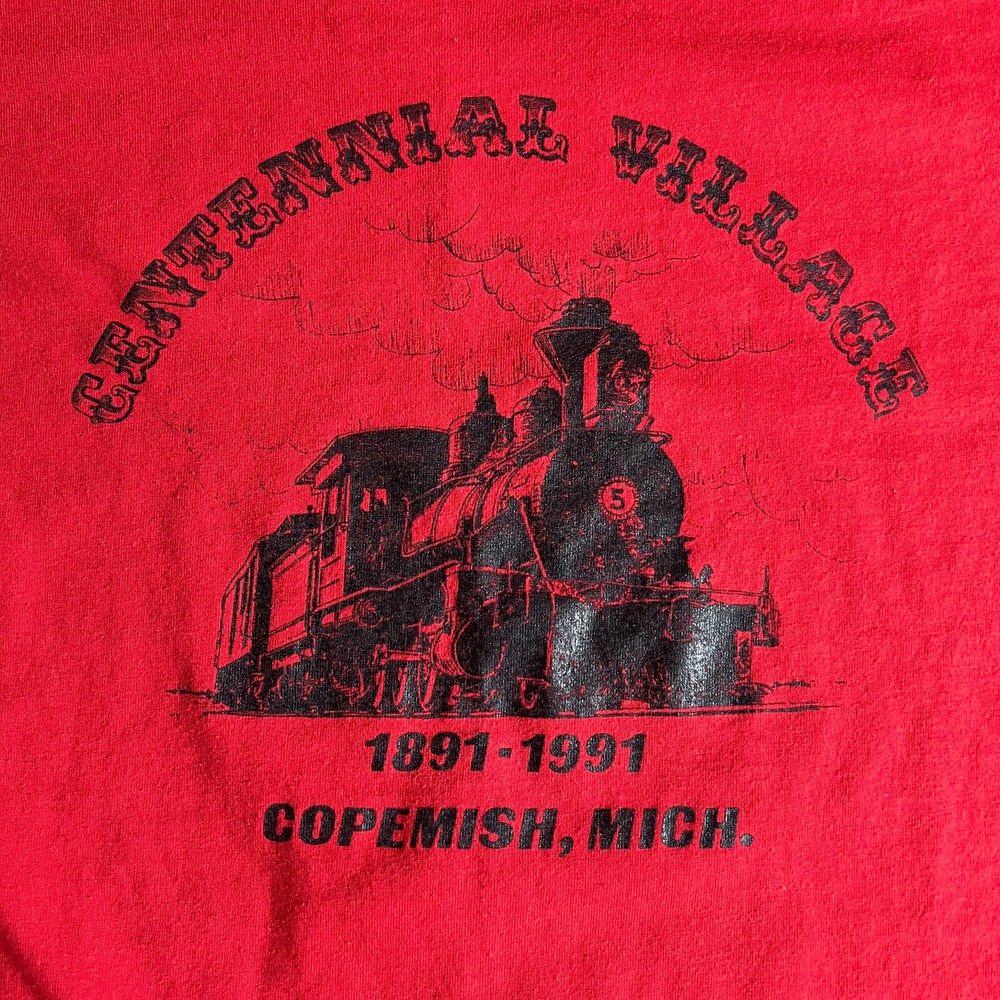 CENTENNIAL VILLAGE
5
1891-1991
COPEMISH, MICH.